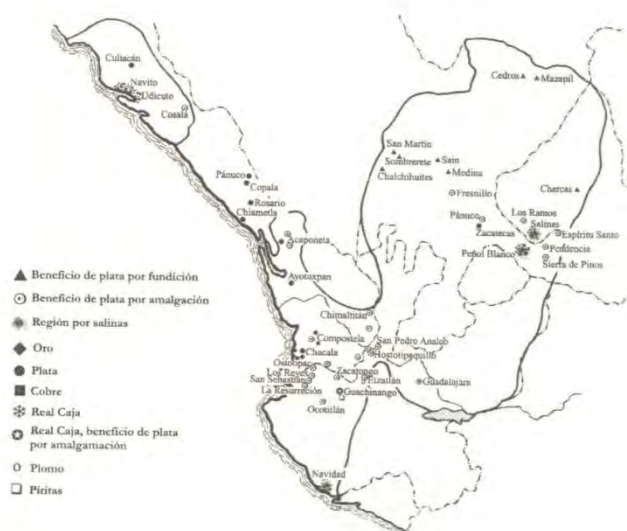 Culiacán
Navito
Udicuto
Cosalá
Cedros
Mazapil
San Martín
Sombrerete
Chalchihuites
Sain
Medina
Fresnillo
Charcas
Pánuco
Copala
Rosario
Chiametla
Acaponeta
Ayotuxpan
Pánuco
Zacatecas
Los Ramos
Salines
Espíritu Santo
Peñol Blanco
Pendencia
Sierra de Pinos
Chimaltitán
Compostela
San Pedro Analco
Chacala
Hostotipaquillo
Ostotipac
Los Reyes
Zacatongo
Etzatlán
Guadalajara
San Sebastián
La Resurreción
Guachinango
Ocotitlán
Navidad
Beneficio de plata por fundición
Beneficio de plata por amalgación
Región por salinas
Oro
Plata
Cobre
Real Caja
Real Caja, beneficio de plata
por amalgamación
Plomo
Piritas